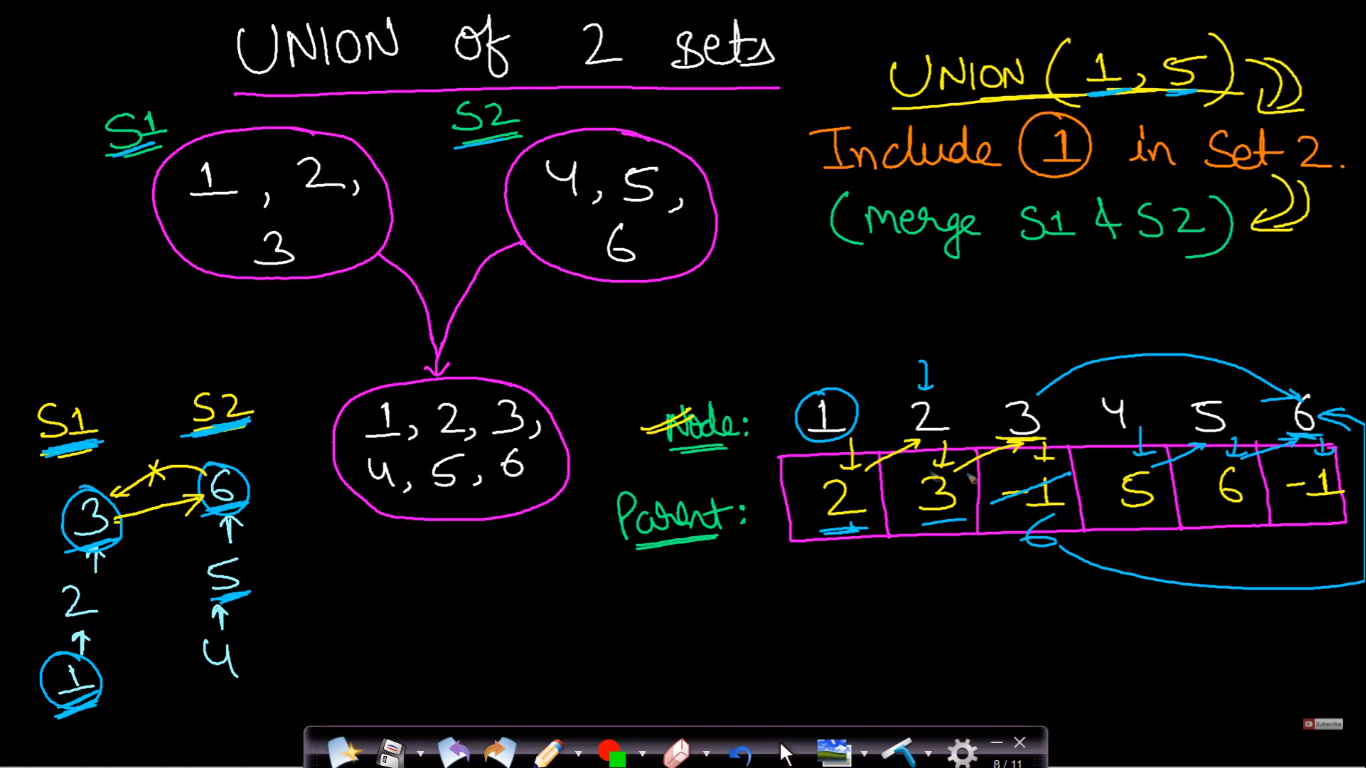 UNION of 2 sets
UNION(1, 5)
Include 1 in Set 2.
(merge S1 & S2)
S1
S2
1, 2,
3
4, 5,
6
1, 2, 3,
4, 5, 6
S1
S2
3
6
2
5
1
4
Node: 1 2 3 4 5 6
Parent: 2 3 -1 5 6 -1
6
Subscribe
8 / 11